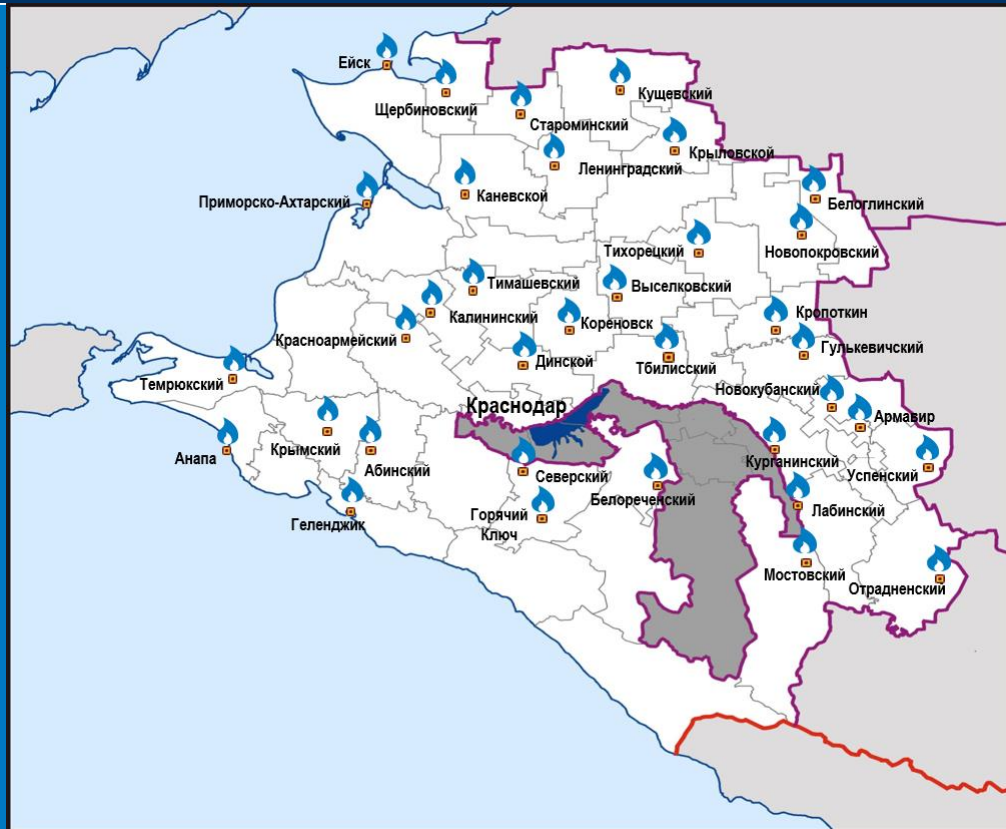 Ейск
Щербиновский
Кущевский
Староминский
Крыловской
Ленинградский
Каневской
Приморско-Ахтарский
Белоглинский
Новопокровский
Тихорецкий
Тимашевский
Выселковский
Калининский
Кореновск
Кропоткин
Красноармейский
Гулькевичский
Динской
Тбилисский
Темрюкский
Новокубанский
Краснодар
Армавир
Крымский
Анапа
Абинский
Курганинский
Северский
Успенский
Белореченский
Лабинский
Геленджик
Горячий
Ключ
Мостовский
Отрадненский